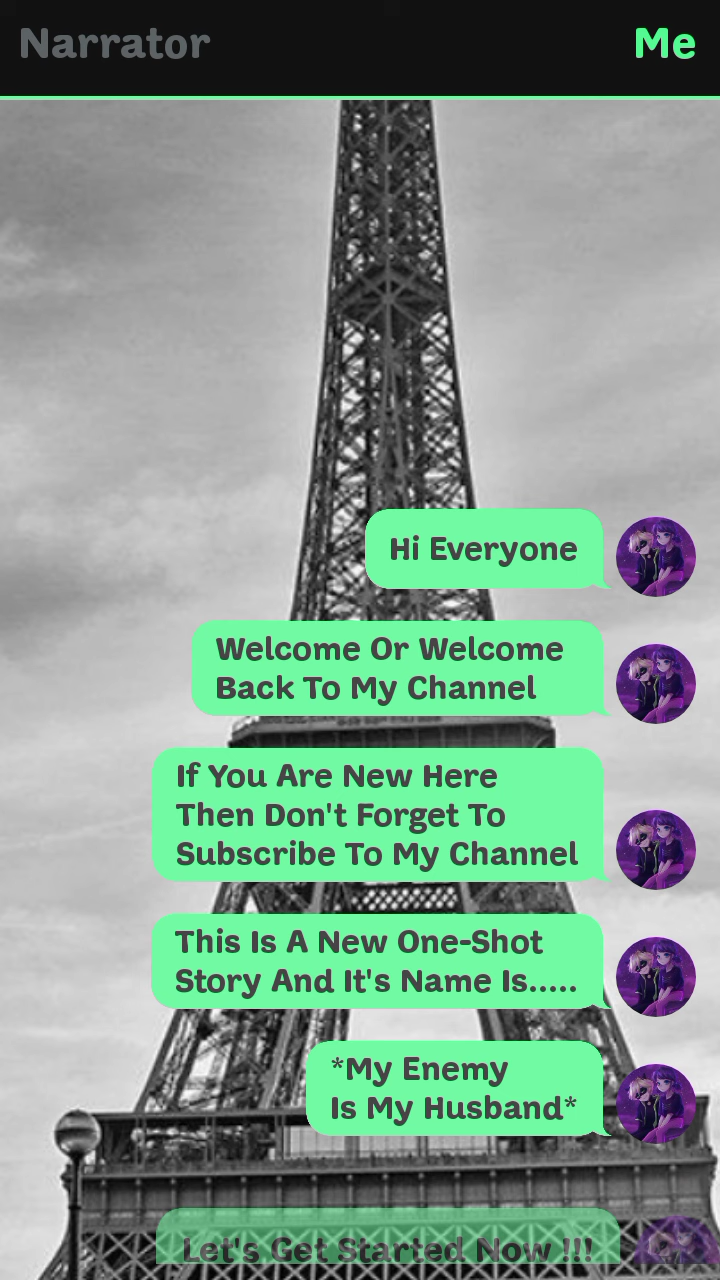 Narrator
Me
Hi Everyone
Welcome Or Welcome
Back To My Channel
If You Are New Here
Then Don't Forget To
Subscribe To My Channel
This Is A New One-Shot
Story And It's Name Is.....
*My Enemy
Is My Husband*
Let's Get Started Now !!!